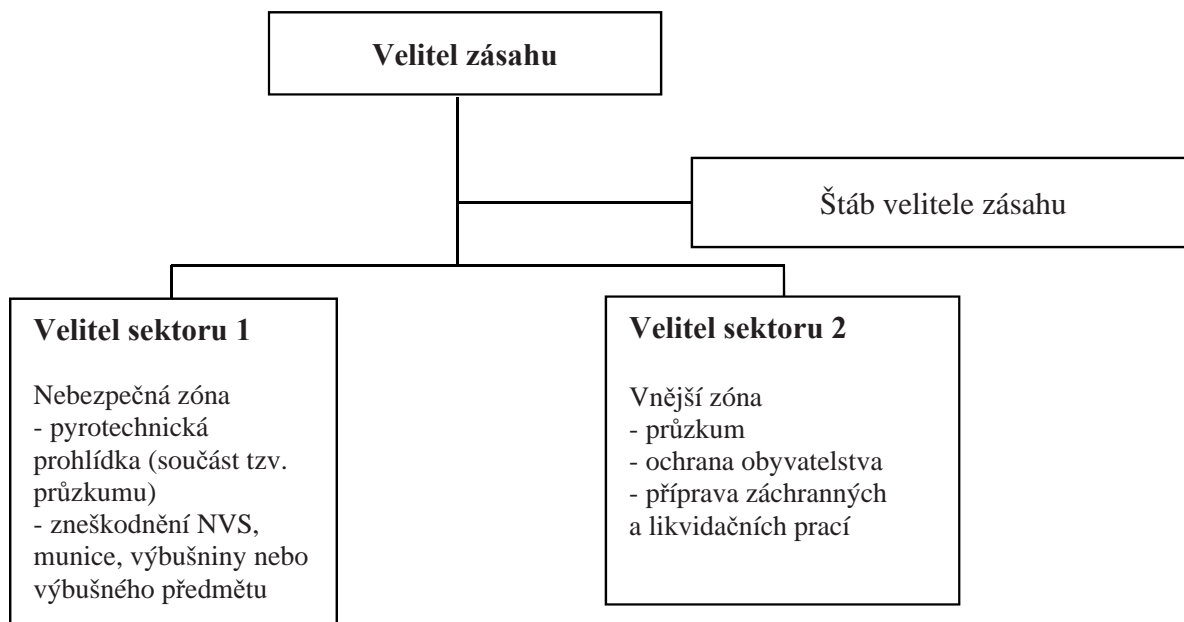 Velitel zásahu
Štáb velitele zásahu
Velitel sektoru 1
Nebezpečná zóna
- pyrotechnická
prohlídka (součást tzv.
průzkumu)
- zneškodnění NVS,
munice, výbušniny nebo
výbušného předmětu
Velitel sektoru 2
Vnější zóna
- průzkum
- ochrana obyvatelstva
- příprava záchranných
a likvidačních prací